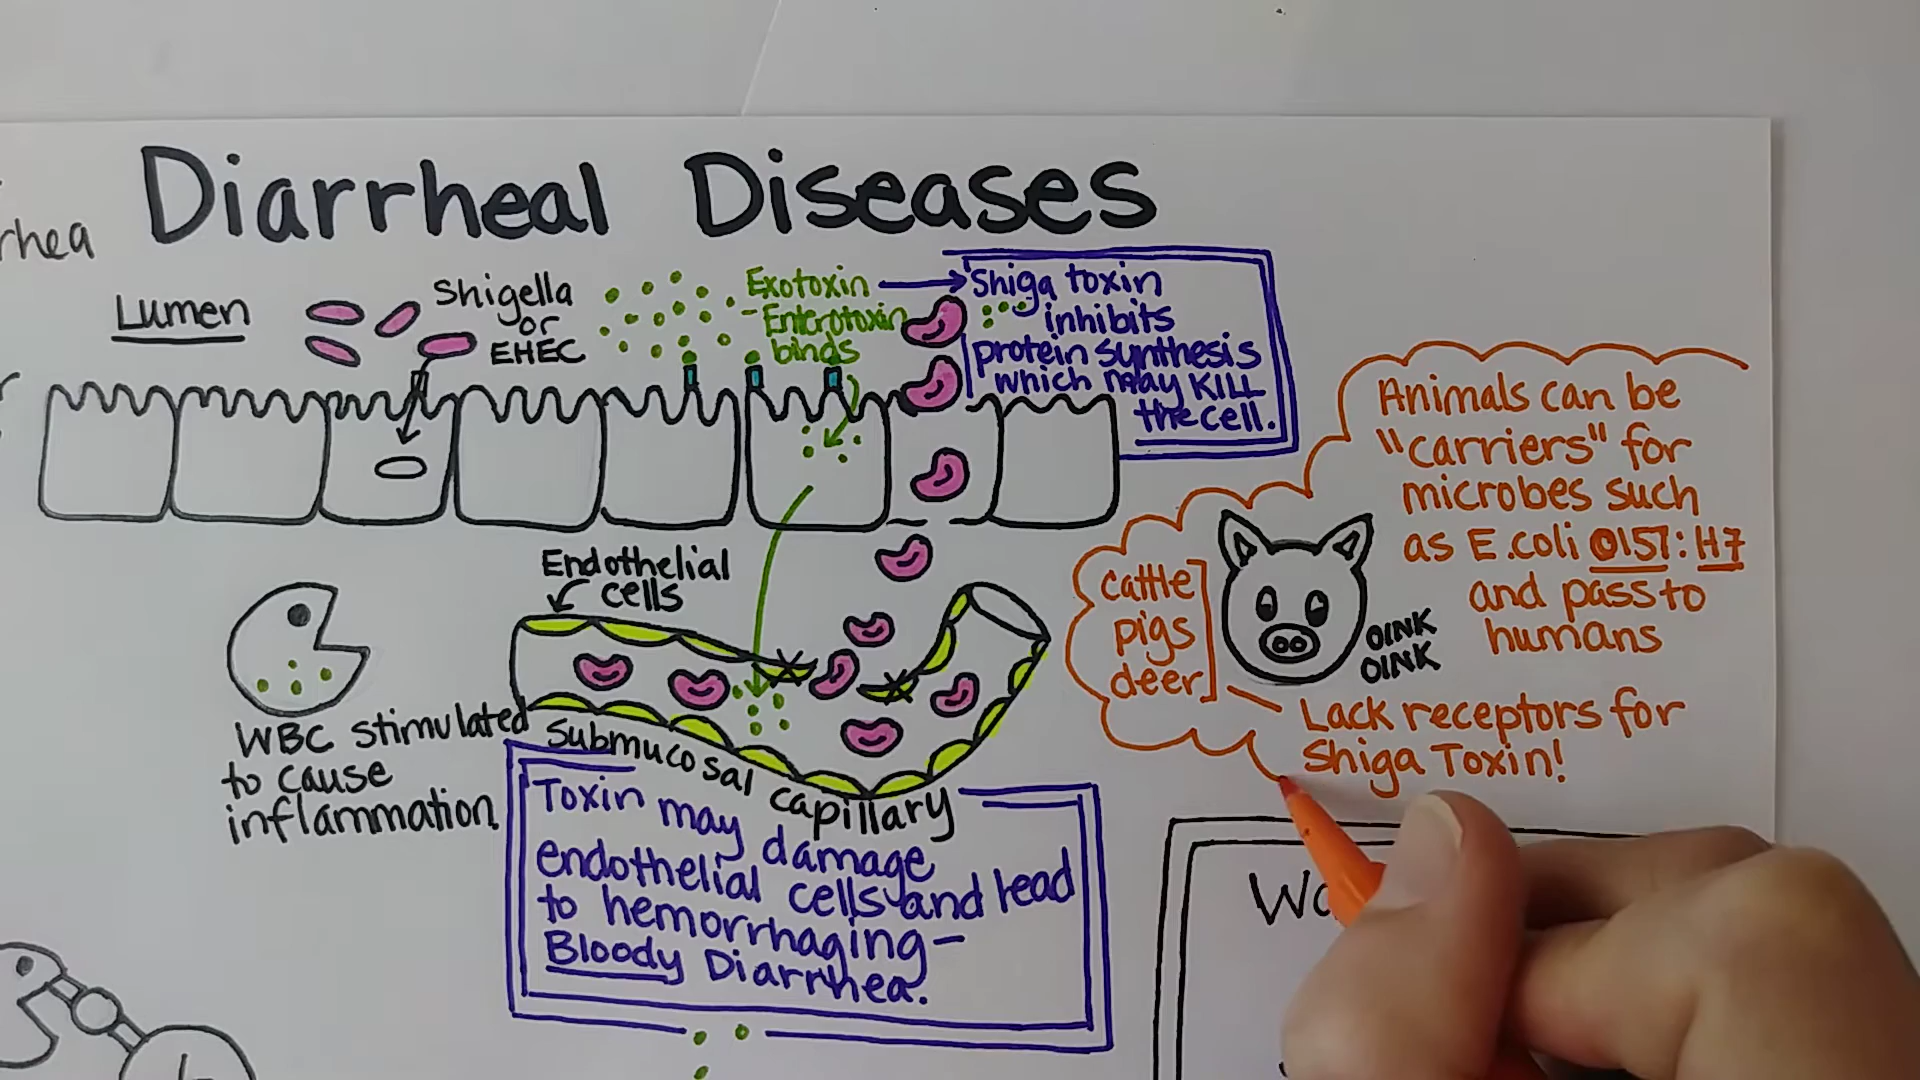 rhea
Diarrheal Diseases
Lumen
Shigella
or
EHEC
Exotoxin
- Enterotoxin
binds
Shiga toxin
inhibits
protein synthesis
which may KILL
the cell.
Endothelial
cells
WBC stimulated
to cause
inflammation.
Submucosal capillary
Toxin may damage
endothelial cells and lead
to hemorrhaging-
Bloody Diarrhea.
Animals can be
"carriers" for
microbes such
as E.coli O157:H7
and pass to
humans
cattle
pigs
deer
OINK
OINK
Lack receptors for
Shiga Toxin!